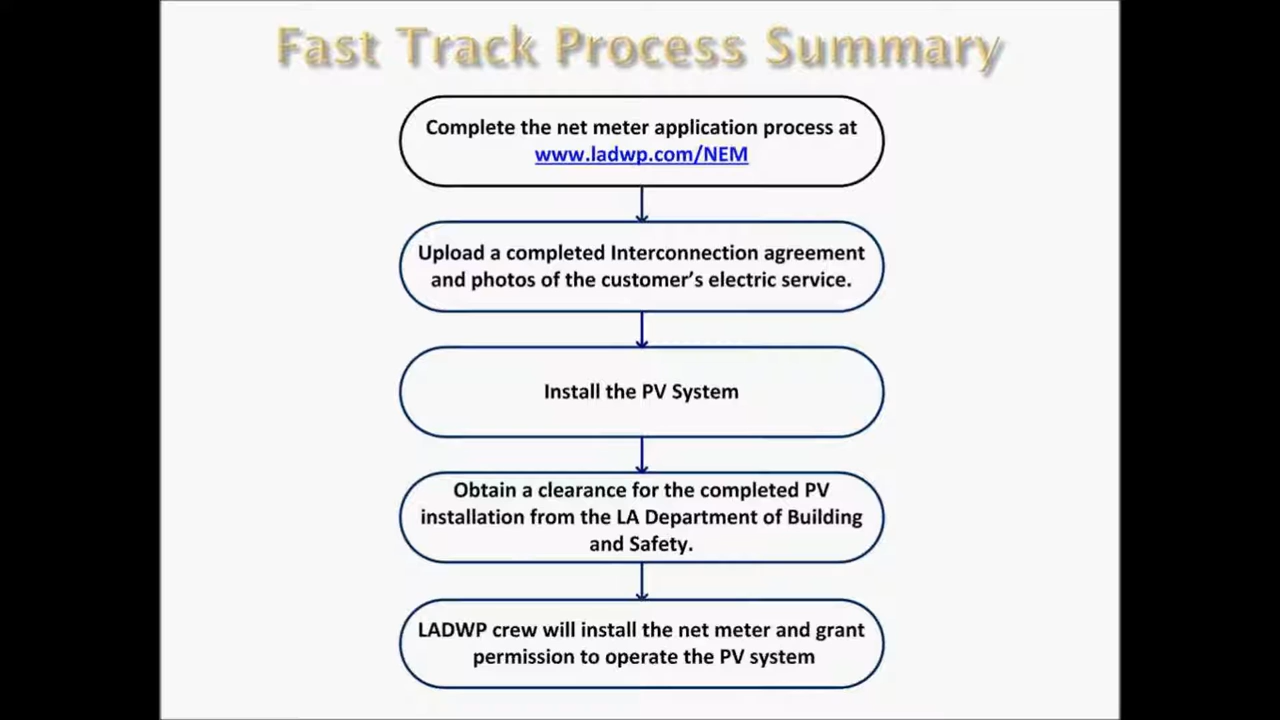 Fast Track Process Summary
Complete the net meter application process at
www.ladwp.com/NEM
Upload a completed Interconnection agreement
and photos of the customer’s electric service.
Install the PV System
Obtain a clearance for the completed PV
installation from the LA Department of Building
and Safety.
LADWP crew will install the net meter and grant
permission to operate the PV system